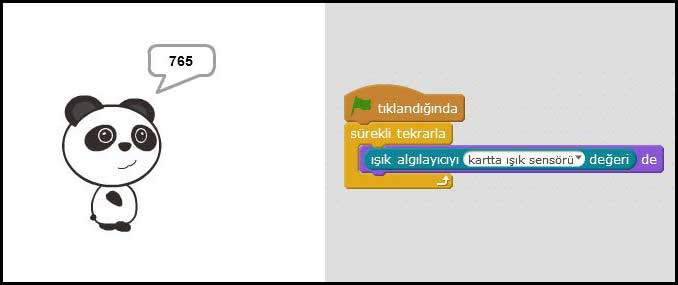 765
tıklandığında
sürekli tekrarla
ışık algılayıcıyı kartta ışık sensörü değeri de